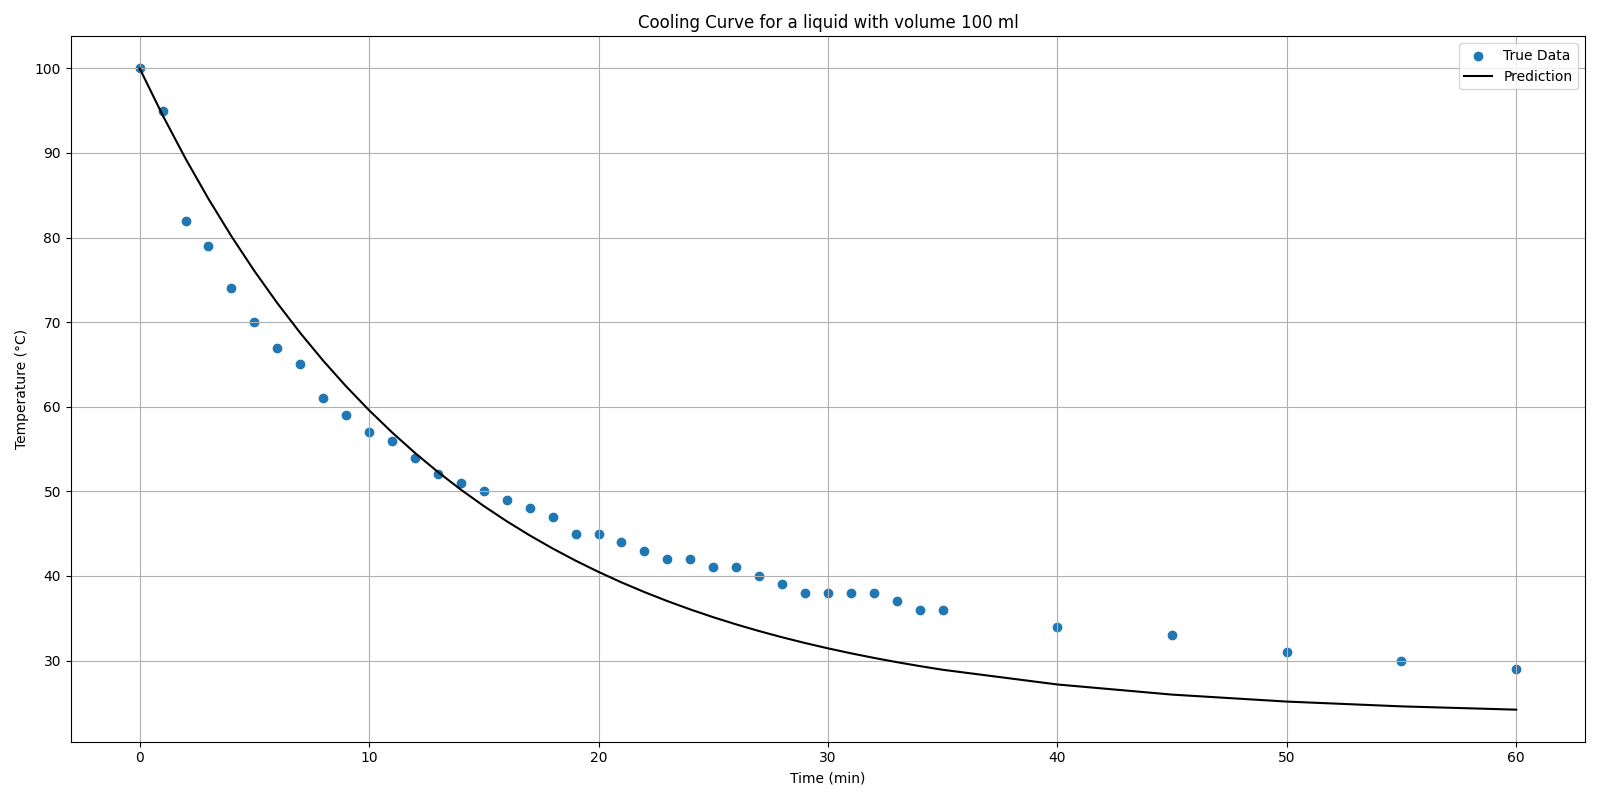 Cooling Curve for a liquid with volume 100 ml
True Data
Prediction
100
90
80
70
60
50
40
30
Temperature (°C)
0 10 20 30 40 50 60
Time (min)